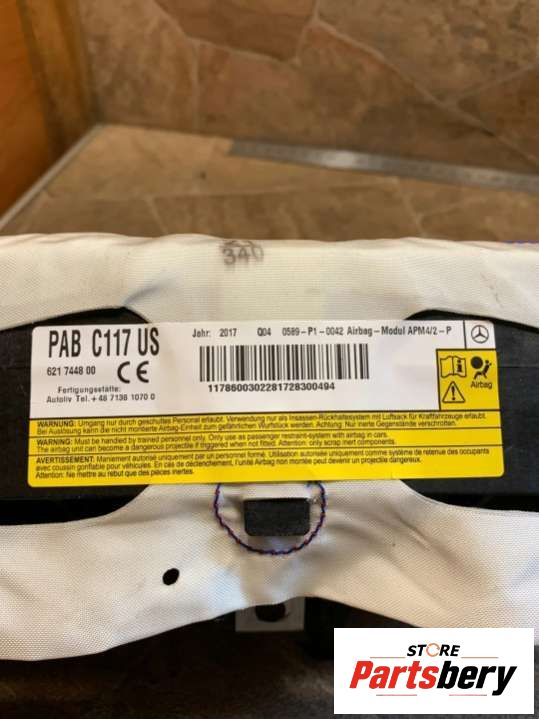 340
PAB C117 US
Jahr: 2017 Q04 0589-P1-0042 Airbag-Modul APM4/2-P
621 7448 00 CE
Fertigungsstätte:
Autoliv Tel.+48 7136 1070 0
11786003022817283004​94
Airbag
WARNUNG: Umgang nur durch geschultes Personal erlaubt. Verwendung nur als Insassen-Rückhaltesystem mit Luftsack für Kraftfahrzeuge erlaubt.
Bei Auslösung kann die nicht montierte Airbag-Einheit zum gefährlichen Wurfgeschoß werden. Achtung: Nur inerte Gegenstände verschrotten.
WARNING: Must be handled by trained personnel only. Only use as passenger restraint-system with airbag in cars.
The airbag unit can become a dangerous projectile if triggered when not fitted. Attention: only scrap inert components.
AVERTISSEMENT: Maniement autorisé uniquement par un personnel formé. Utilisation autorisée uniquement comme système de retenue des occupants
avec coussin gonflable pour véhicules. En cas de déclenchement, l'unité Airbag non montée peut devenir un projectile dangereux.
Attention: ne mettre au rebut que des pièces inertes.
STORE
Partsbery